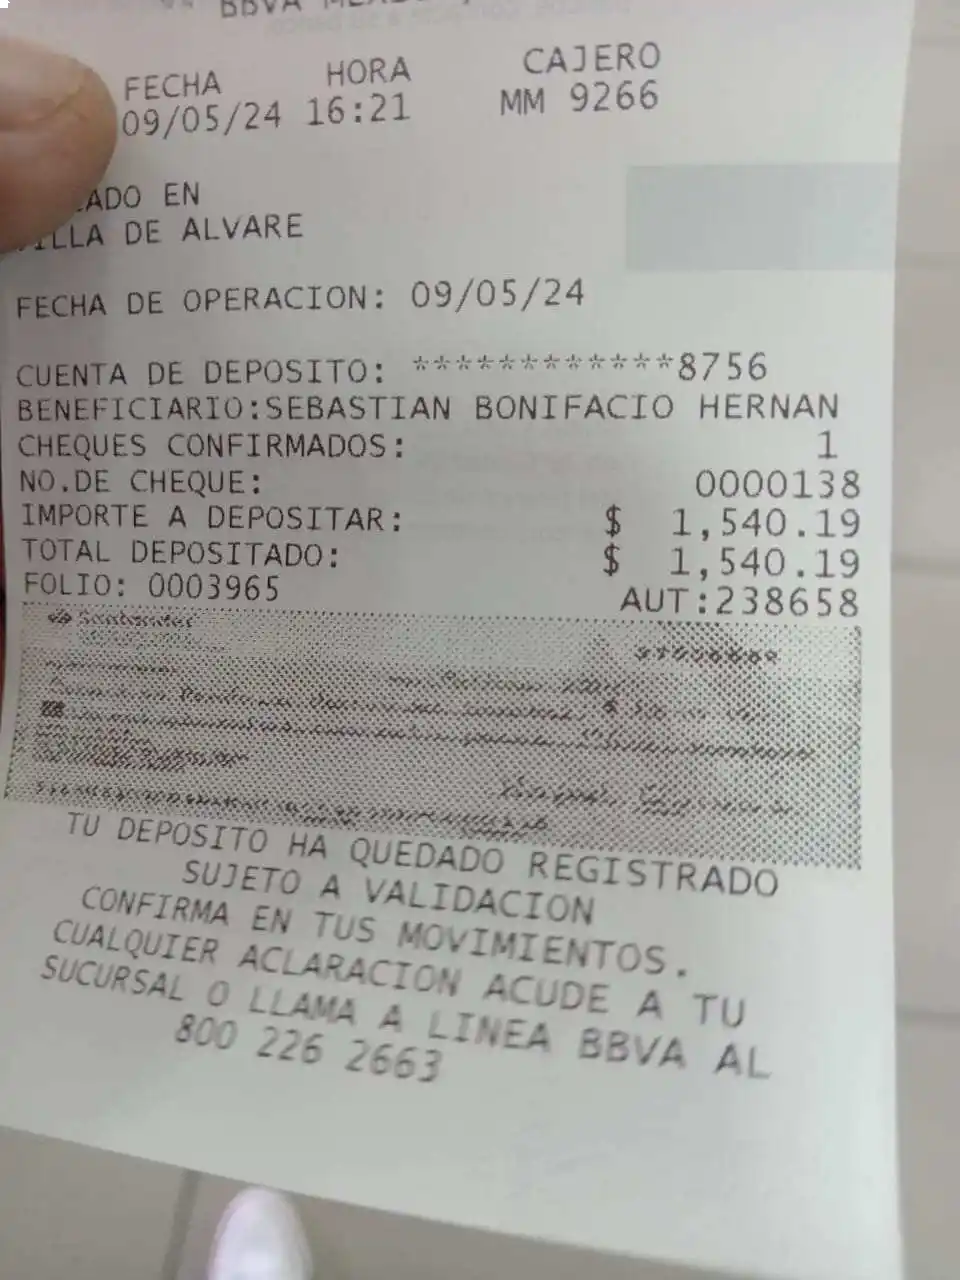 BBVA
FECHA HORA CAJERO
09/05/24 16:21 MM 9266
ADO EN
ILLA DE ALVARE
FECHA DE OPERACION: 09/05/24
CUENTA DE DEPOSITO: ************8756
BENEFICIARIO:SEBASTIAN BONIFACIO HERNAN
CHEQUES CONFIRMADOS: 1
NO.DE CHEQUE: 0000138
IMPORTE A DEPOSITAR: $ 1,540.19
TOTAL DEPOSITADO: $ 1,540.19
FOLIO: 0003965 AUT:238658
Santander
TU DEPOSITO HA QUEDADO REGISTRADO
SUJETO A VALIDACION
CONFIRMA EN TUS MOVIMIENTOS.
CUALQUIER ACLARACION ACUDE A TU
SUCURSAL O LLAMA A LINEA BBVA AL
800 226 2663